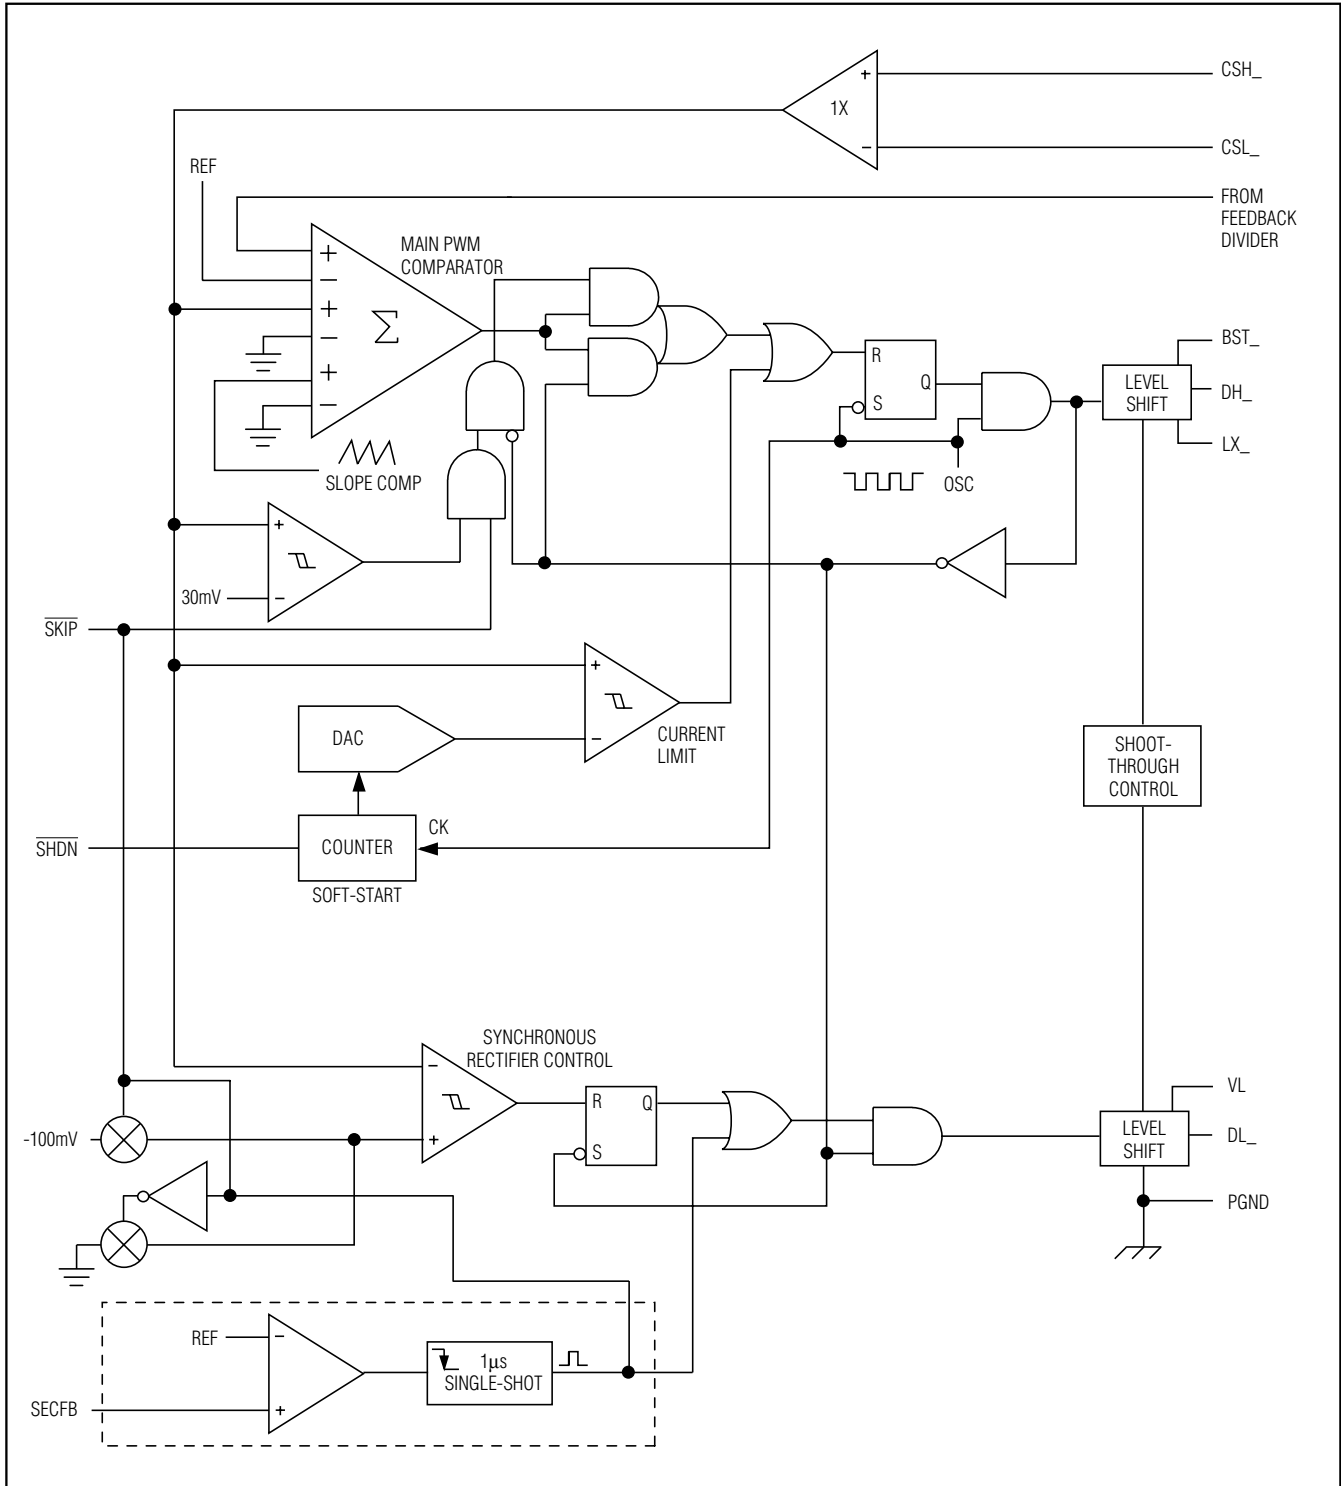 CSH_
+
1X
−
CSL_
REF
FROM
FEEDBACK
DIVIDER
MAIN PWM
COMPARATOR
+
−
+
−
+
−
Σ
R
Q
S
BST_
LEVEL
SHIFT
DH_
LX_
SLOPE COMP
OSC
+
30mV
−
SKIP
+
−
CURRENT
LIMIT
DAC
SHOOT-
THROUGH
CONTROL
SHDN
COUNTER
CK
SOFT-START
SYNCHRONOUS
RECTIFIER CONTROL
−
+
R
Q
S
-100mV
VL
LEVEL
SHIFT
DL_
PGND
REF
−
1µs
SINGLE-SHOT
SECFB
+